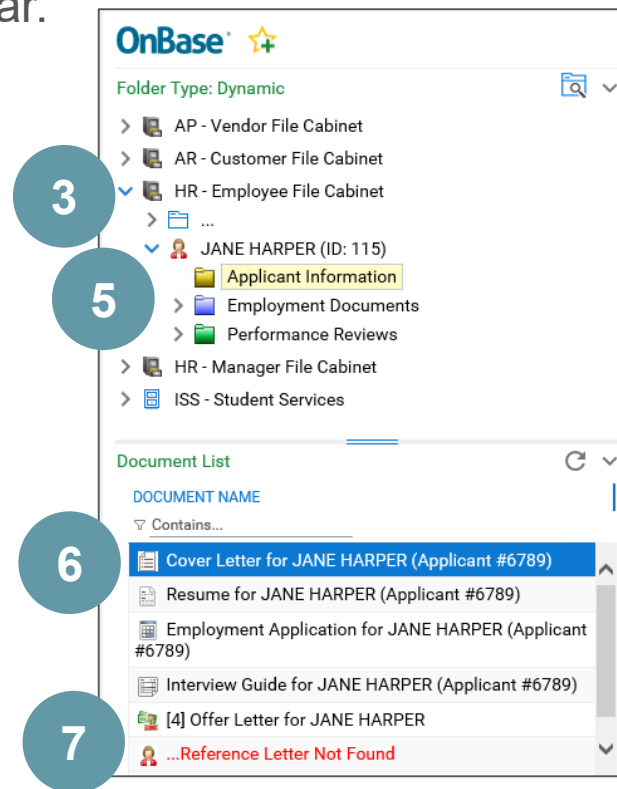 ar.
OnBase
Folder Type: Dynamic
AP - Vendor File Cabinet
AR - Customer File Cabinet
3
HR - Employee File Cabinet
...
JANE HARPER (ID: 115)
Applicant Information
5
Employment Documents
Performance Reviews
HR - Manager File Cabinet
ISS - Student Services
Document List
DOCUMENT NAME
Contains...
6
Cover Letter for JANE HARPER (Applicant #6789)
Resume for JANE HARPER (Applicant #6789)
Employment Application for JANE HARPER (Applicant
#6789)
Interview Guide for JANE HARPER (Applicant #6789)
[4] Offer Letter for JANE HARPER
7
...Reference Letter Not Found